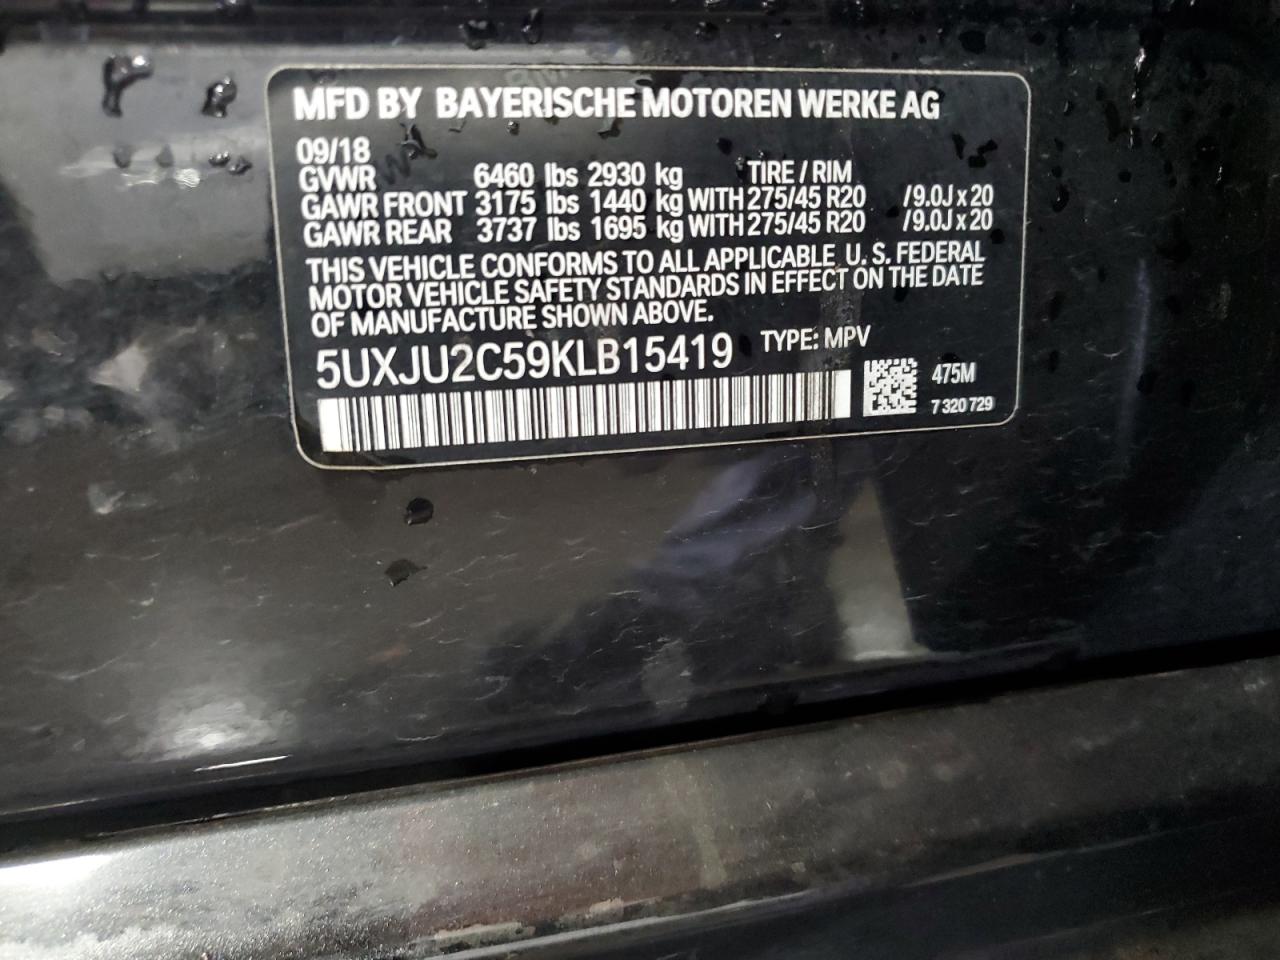 MFD BY BAYERISCHE MOTOREN WERKE AG
09/18
GVWR 6460 lbs 2930 kg TIRE / RIM
GAWR FRONT 3175 lbs 1440 kg WITH 275/45 R20 /9.0J x 20
GAWR REAR 3737 lbs 1695 kg WITH 275/45 R20 /9.0J x 20
THIS VEHICLE CONFORMS TO ALL APPLICABLE U. S. FEDERAL
MOTOR VEHICLE SAFETY STANDARDS IN EFFECT ON THE DATE
OF MANUFACTURE SHOWN ABOVE.
5UXJU2C59KLB15419 TYPE: MPV
475M
7 320 729